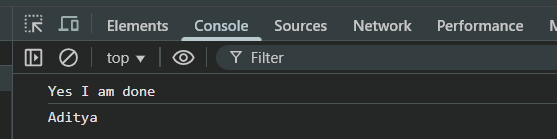 Elements Console Sources Network Performance
top Filter
Yes I am done
Aditya